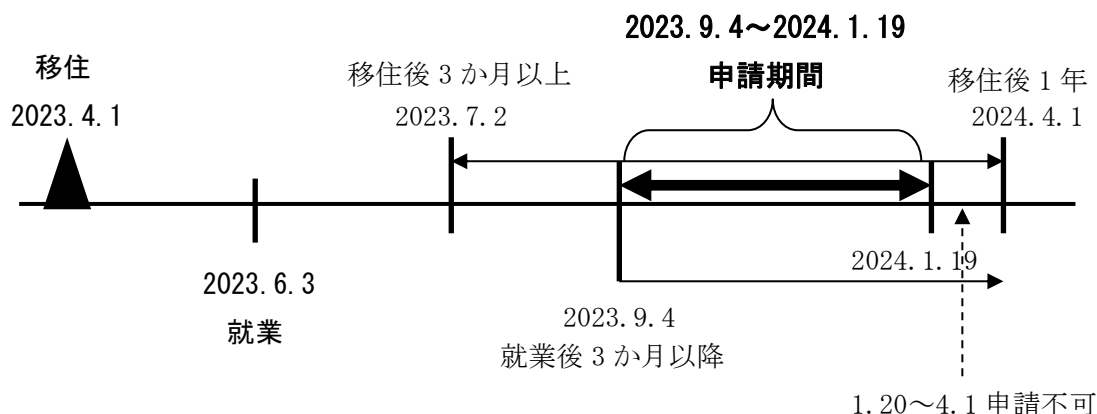 2023.9.4～2024.1.19
申請期間
移住
2023.4.1
移住後3か月以上
2023.7.2
移住後1年
2024.4.1
2023.6.3
就業
2024.1.19
2023.9.4
就業後3か月以降
1.20～4.1申請不可